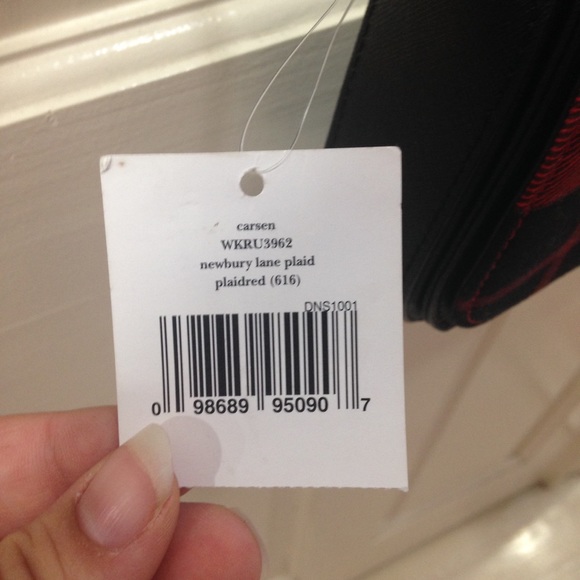 carsen
WKRU3962
newbury lane plaid
plaidred (616)
DNS1001
0 98689 95090 7